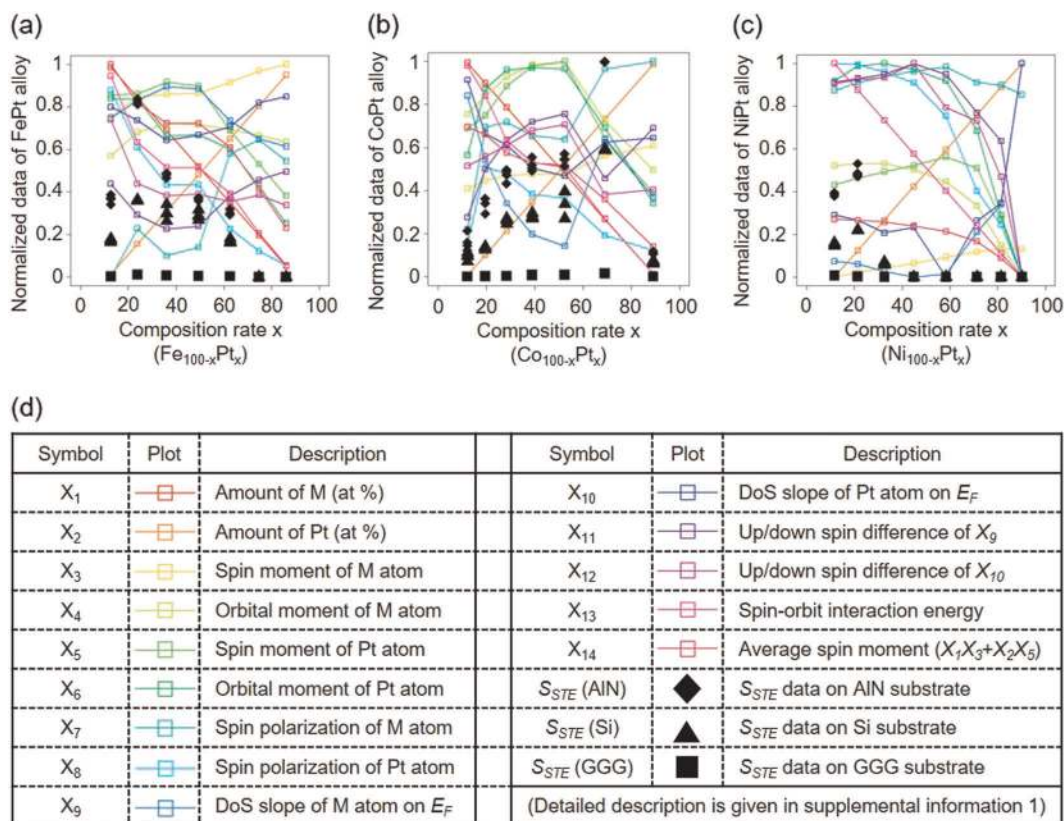 (a)
(b)
(c)
Normalized data of FePt alloy
1
0.8
0.6
0.4
0.2
0
0 20 40 60 80 100
Composition rate x
(Fe100-xPtx)
Normalized data of CoPt alloy
1
0.8
0.6
0.4
0.2
0
0 20 40 60 80 100
Composition rate x
(Co100-xPtx)
Normalized data of NiPt alloy
1
0.8
0.6
0.4
0.2
0
0 20 40 60 80 100
Composition rate x
(Ni100-xPtx)
(d)
Symbol Plot Description Symbol Plot Description
X1 Amount of M (at %) X10 DoS slope of Pt atom on EF
X2 Amount of Pt (at %) X11 Up/down spin difference of X9
X3 Spin moment of M atom X12 Up/down spin difference of X10
X4 Orbital moment of M atom X13 Spin-orbit interaction energy
X5 Spin moment of Pt atom X14 Average spin moment (X1X3+X2X5)
X6 Orbital moment of Pt atom SSTE (AlN) SSTE data on AlN substrate
X7 Spin polarization of M atom SSTE (Si) SSTE data on Si substrate
X8 Spin polarization of Pt atom SSTE (GGG) SSTE data on GGG substrate
X9 DoS slope of M atom on EF (Detailed description is given in supplemental information 1)